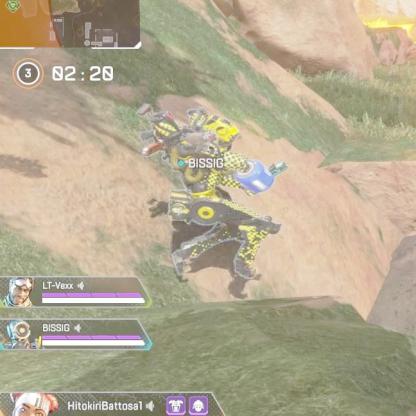 3 02:20
BISSIG
LT-Vexx
BISSIG
HitokiriBattosa1